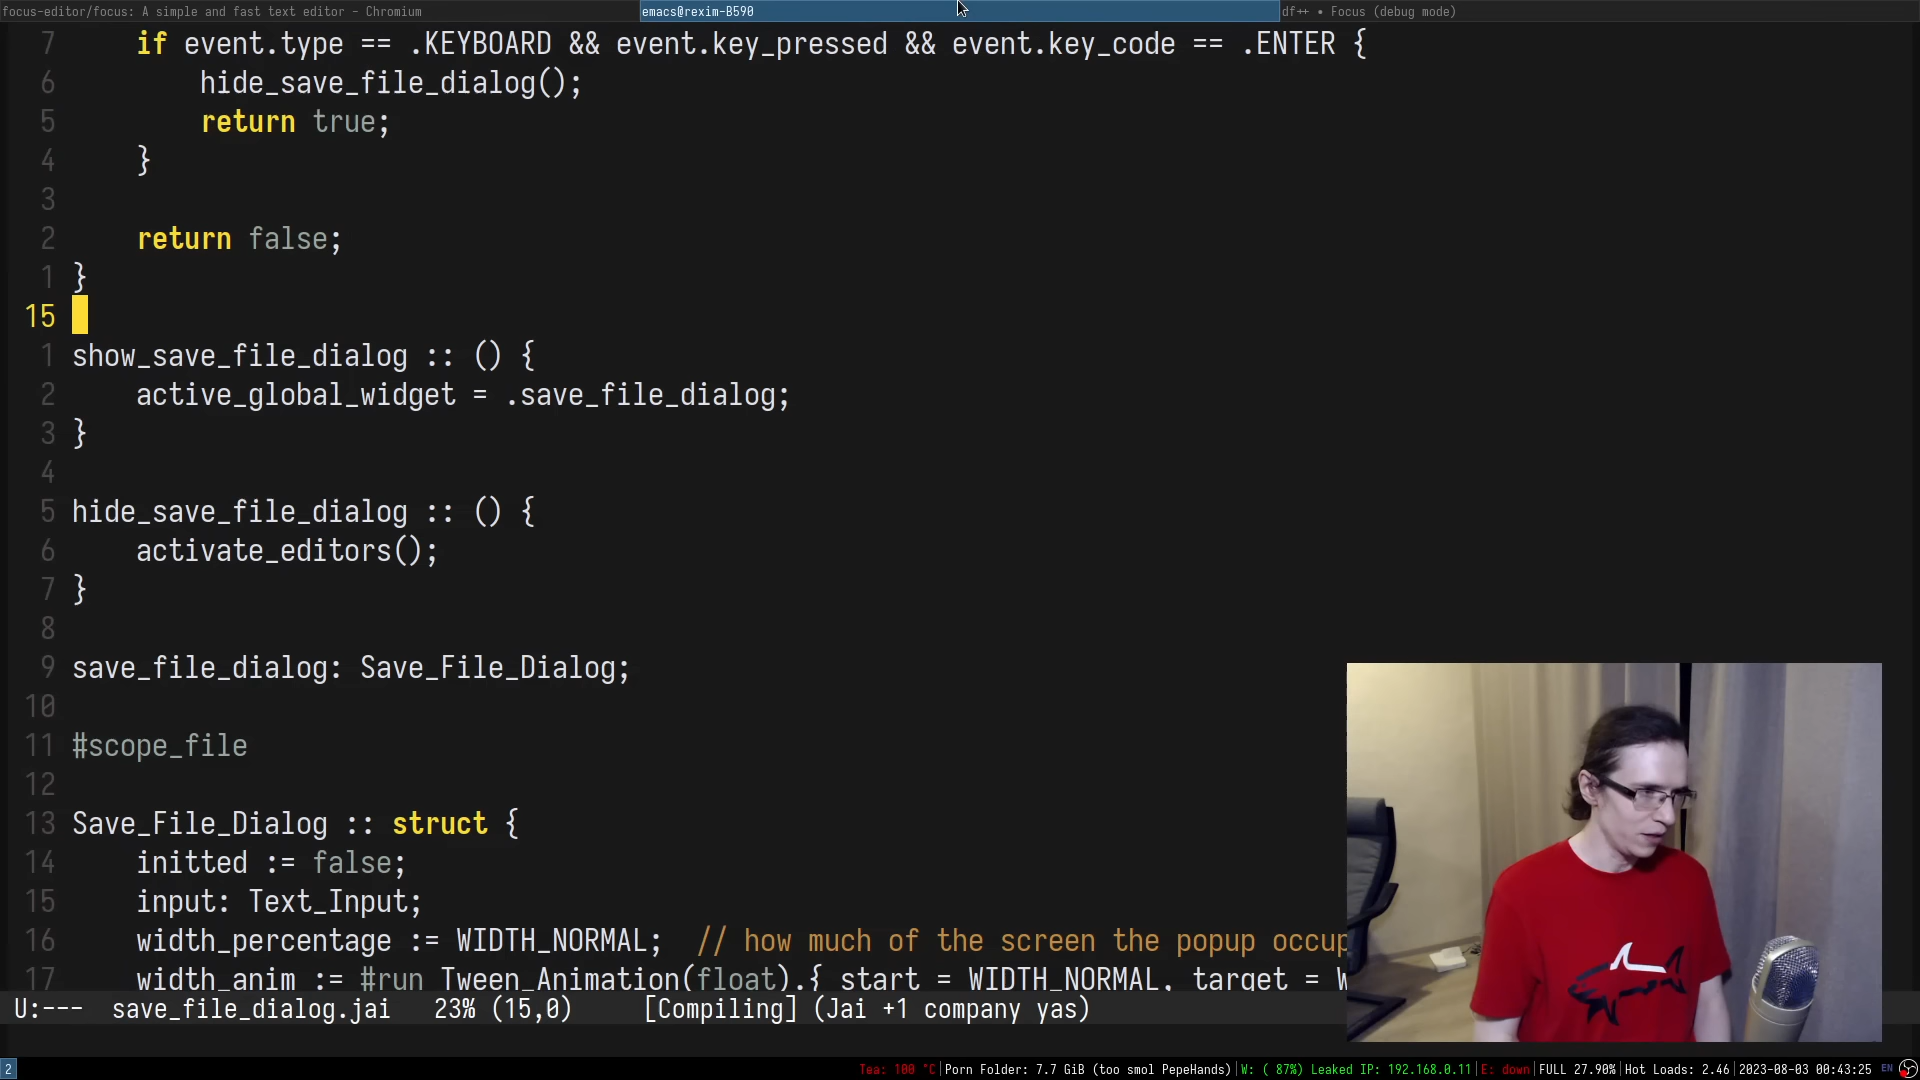 focus-editor/focus: A simple and fast text editor - Chromium
emacs@rexim-B590
df++ • Focus (debug mode)
7 if event.type == .KEYBOARD && event.key_pressed && event.key_code == .ENTER {
6 hide_save_file_dialog();
5 return true;
4 }
3
2 return false;
1 }
15
1 show_save_file_dialog :: () {
2 active_global_widget = .save_file_dialog;
3 }
4
5 hide_save_file_dialog :: () {
6 activate_editors();
7 }
8
9 save_file_dialog: Save_File_Dialog;
10
11 #scope_file
12
13 Save_File_Dialog :: struct {
14 initted := false;
15 input: Text_Input;
16 width_percentage := WIDTH_NORMAL; // how much of the screen the popup occup
17 width_anim := #run Tween_Animation(float).{ start = WIDTH_NORMAL, target = W
U:--- save_file_dialog.jai 23% (15,0) [Compiling] (Jai +1 company yas)
2 Tea: 100 °C|Porn Folder: 7.7 GiB (too smol PepeHands)|W: ( 87%) Leaked IP: 192.168.0.11|E: down|FULL 27.90%|Hot Loads: 2.46|2023-08-03 00:43:25 EN